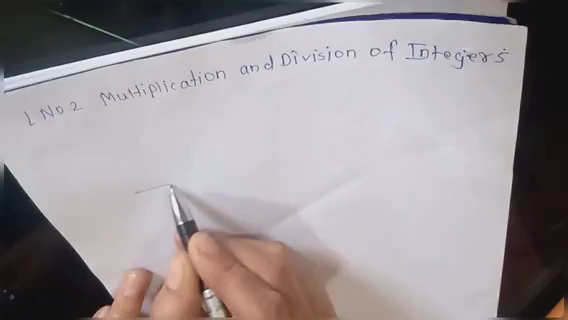 L No 2 Multiplication and Division of Integers